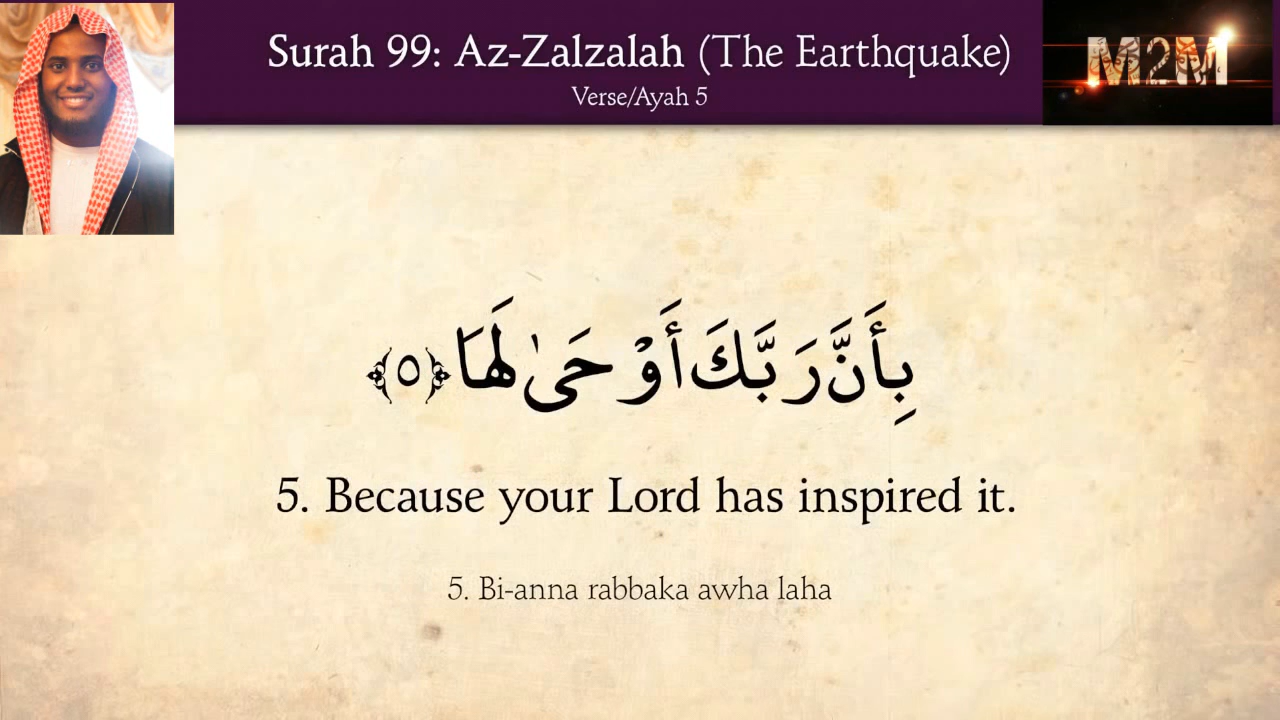 Surah 99: Az-Zalzalah (The Earthquake)
Verse/Ayah 5
M2M
بِأَنَّ رَبَّكَ أَوْحَىٰ لَهَا ﴿٥﴾
5. Because your Lord has inspired it.
5. Bi-anna rabbaka awha laha